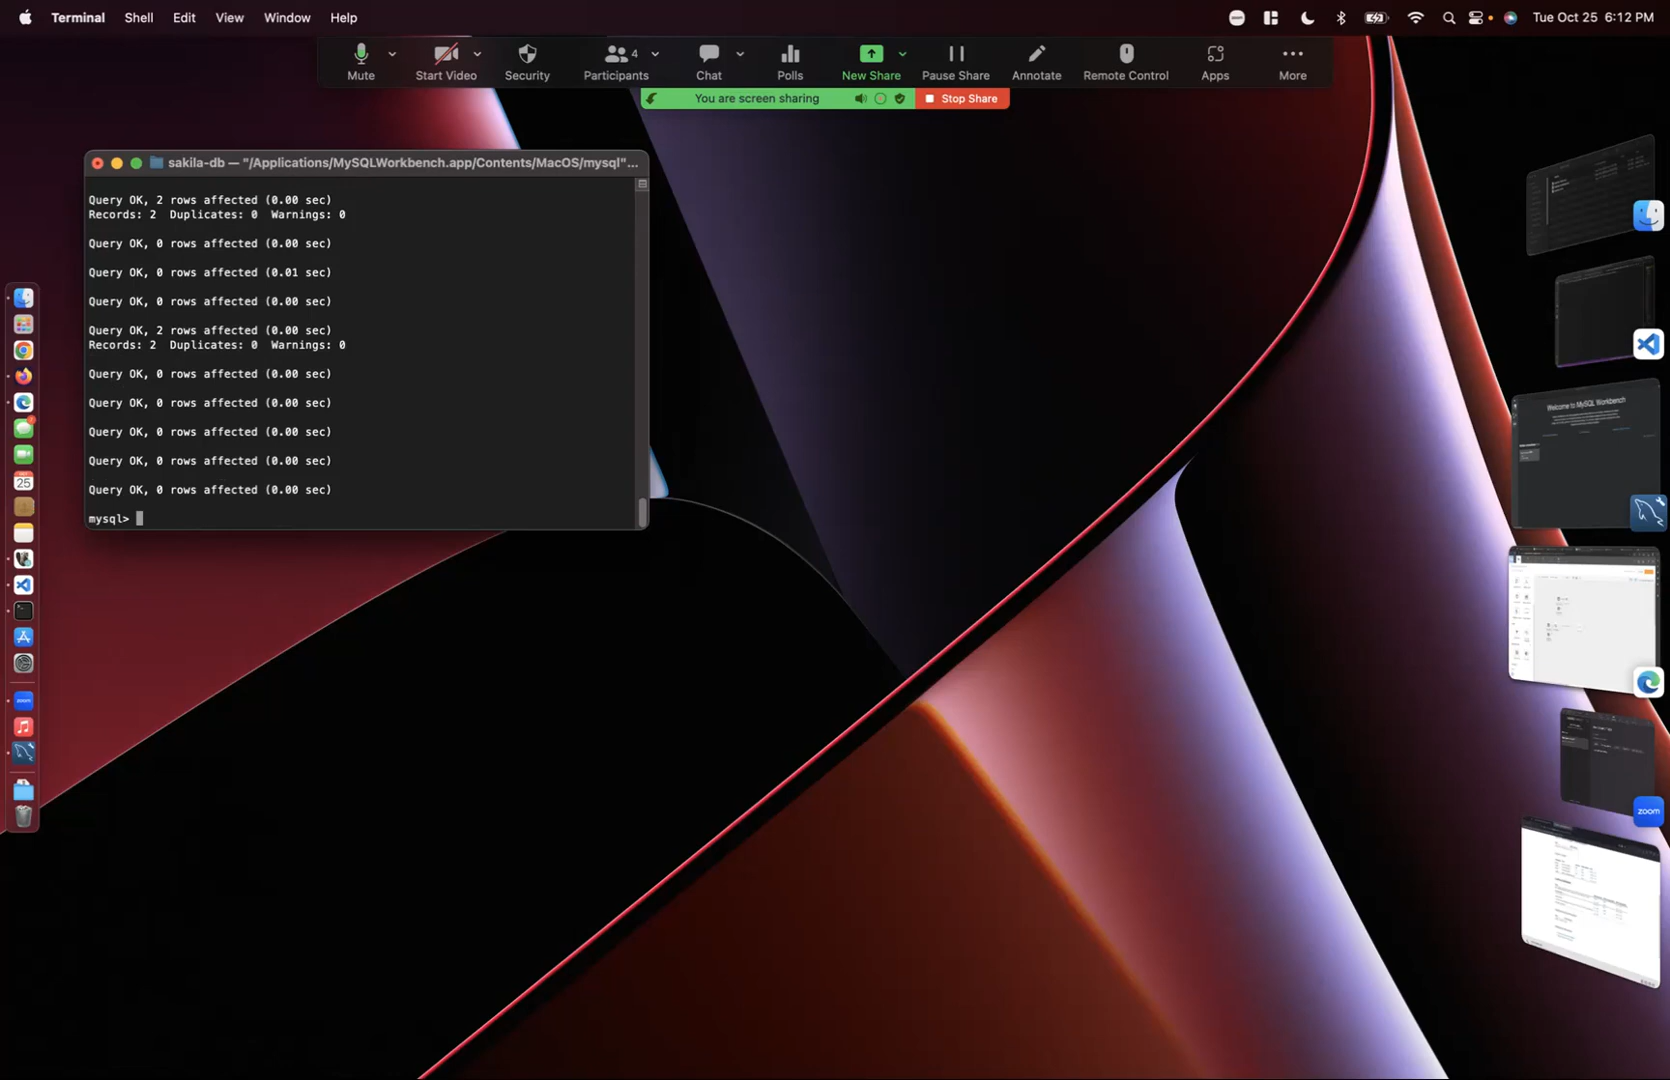 Terminal Shell Edit View Window Help
Tue Oct 25 6:12 PM
Mute
Start Video
Security
4
Participants
Chat
Polls
New Share
Pause Share
Annotate
Remote Control
Apps
More
You are screen sharing
Stop Share
sakila-db — "/Applications/MySQLWorkbench.app/Contents/MacOS/mysql"...
Query OK, 2 rows affected (0.00 sec)
Records: 2 Duplicates: 0 Warnings: 0
Query OK, 0 rows affected (0.00 sec)
Query OK, 0 rows affected (0.01 sec)
Query OK, 0 rows affected (0.00 sec)
Query OK, 2 rows affected (0.00 sec)
Records: 2 Duplicates: 0 Warnings: 0
Query OK, 0 rows affected (0.00 sec)
Query OK, 0 rows affected (0.00 sec)
Query OK, 0 rows affected (0.00 sec)
Query OK, 0 rows affected (0.00 sec)
Query OK, 0 rows affected (0.00 sec)
mysql>
25
zoom
Welcome to MySQL Workbench
zoom